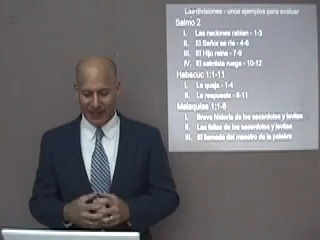 Las divisiones - unos ejemplos para evaluar
Salmo 2
I. Las naciones rabian - 1-3
II. El Señor se ríe - 4-6
III. El Hijo reina - 7-9
IV. El salmista ruega - 10-12
Habacuc 1:1-11
I. La queja - 1-4
II. La respuesta - 5-11
Malaquías 1:1-8
I. Breve historia de los sacerdotes y levitas
II. Los fallos de los sacerdotes y levitas
III. El llamado del maestro de la palabra